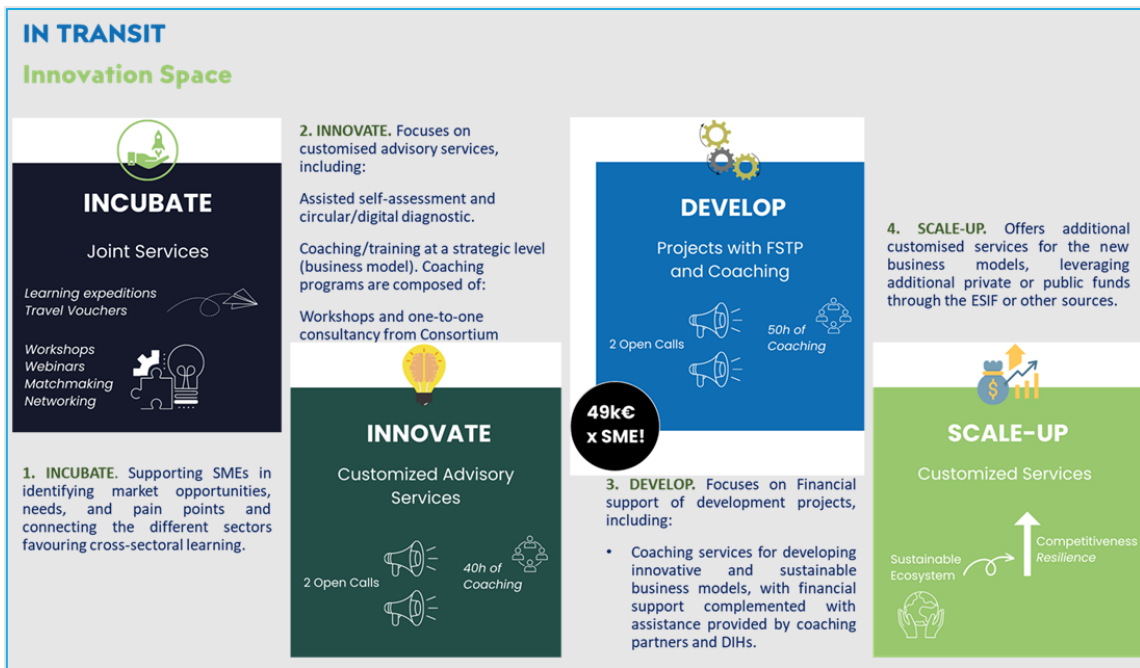 IN TRANSIT
Innovation Space
INCUBATE
Joint Services
Learning expeditions
Travel Vouchers
Workshops
Webinars
Matchmaking
Networking
1. INCUBATE. Supporting SMEs in
identifying market opportunities,
needs, and pain points and
connecting the different sectors
favouring cross-sectoral learning.
2. INNOVATE. Focuses on
customised advisory services,
including:
Assisted self-assessment and
circular/digital diagnostic.
Coaching/training at a strategic level
(business model). Coaching
programs are composed of:
Workshops and one-to-one
consultancy from Consortium
INNOVATE
Customized Advisory
Services
2 Open Calls
40h of
Coaching
DEVELOP
Projects with FSTP
and Coaching
2 Open Calls
50h of
Coaching
49k€
x SME!
3. DEVELOP. Focuses on Financial
support of development projects,
including:
• Coaching services for developing
innovative and sustainable
business models, with financial
support complemented with
assistance provided by coaching
partners and DIHs.
4. SCALE-UP. Offers additional
customised services for the new
business models, leveraging
additional private or public funds
through the ESIF or other sources.
$
SCALE-UP
Customized Services
Sustainable
Ecosystem
Competitiveness
Resilience